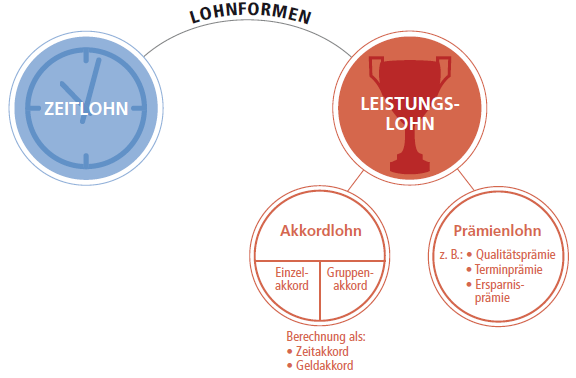 LOHNFORMEN
ZEITLOHN
LEISTUNGS-
LOHN
Akkordlohn
Einzel-
akkord
Gruppen-
akkord
Berechnung als:
• Zeitakkord
• Geldakkord
Prämienlohn
z. B.: • Qualitätsprämie
• Terminprämie
• Ersparnis-
prämie